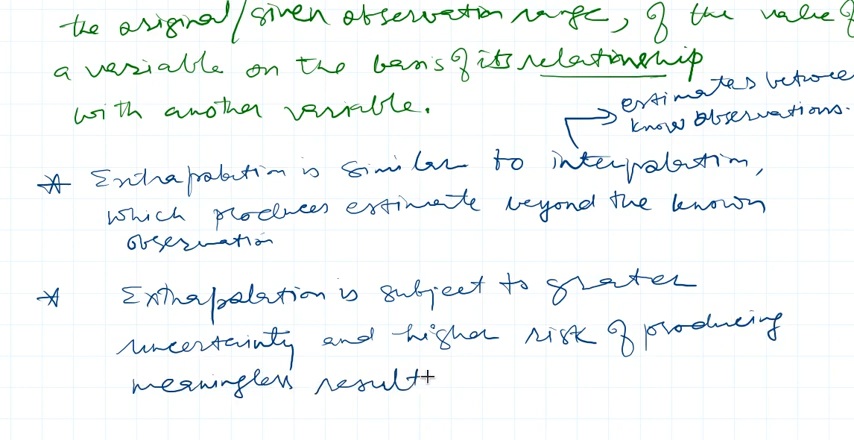 the original/given observation range, of the value of
a variable on the basis of its relationship
with another variable.
estimates betwee
know observations.
* Extrapolation is similar to interpolation,
which produces estimate beyond the known
observation
* Extrapolation is subject to greater
uncertainty and higher risk of producing
meaningless result